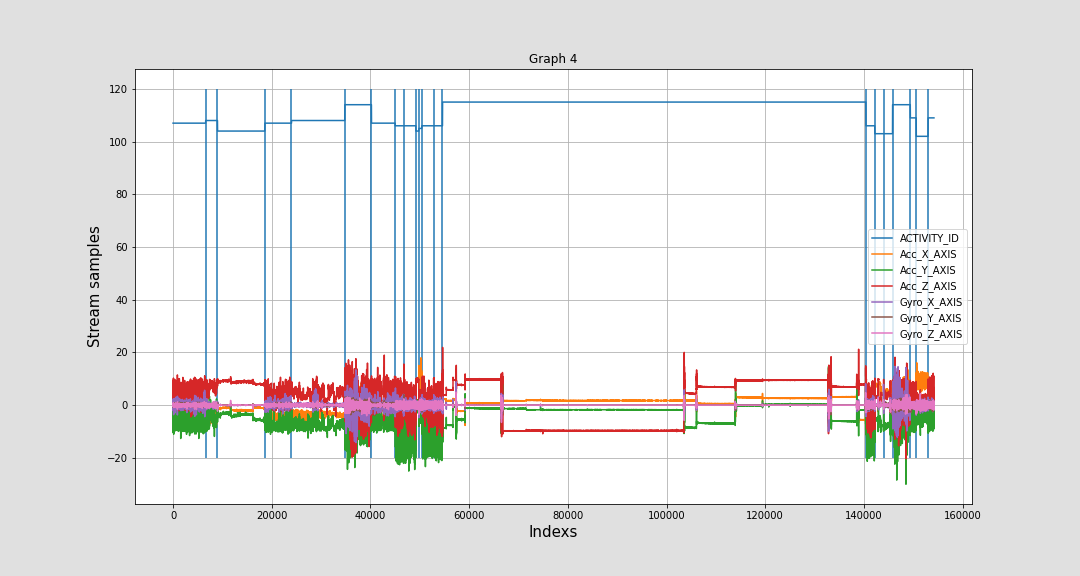 Graph 4
120
100
80
60
40
20
0
−20
Stream samples
ACTIVITY_ID
Acc_X_AXIS
Acc_Y_AXIS
Acc_Z_AXIS
Gyro_X_AXIS
Gyro_Y_AXIS
Gyro_Z_AXIS
0 20000 40000 60000 80000 100000 120000 140000 160000
Indexs